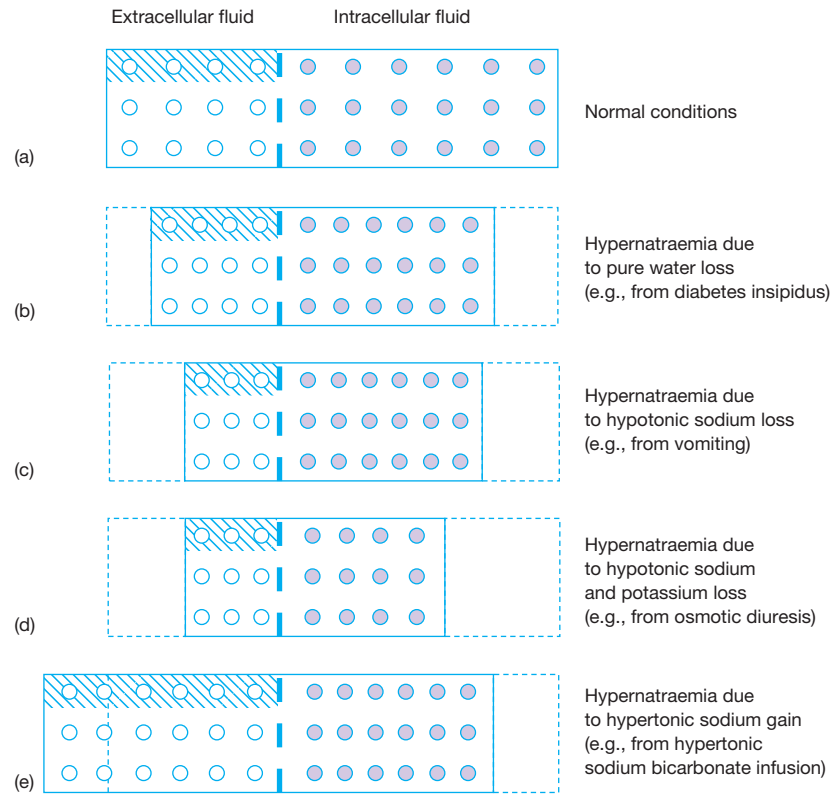 Extracellular fluid
Intracellular fluid
(a)
Normal conditions
(b)
Hypernatraemia due
to pure water loss
(e.g., from diabetes insipidus)
(c)
Hypernatraemia due
to hypotonic sodium loss
(e.g., from vomiting)
(d)
Hypernatraemia due
to hypotonic sodium
and potassium loss
(e.g., from osmotic diuresis)
(e)
Hypernatraemia due
to hypertonic sodium gain
(e.g., from hypertonic
sodium bicarbonate infusion)